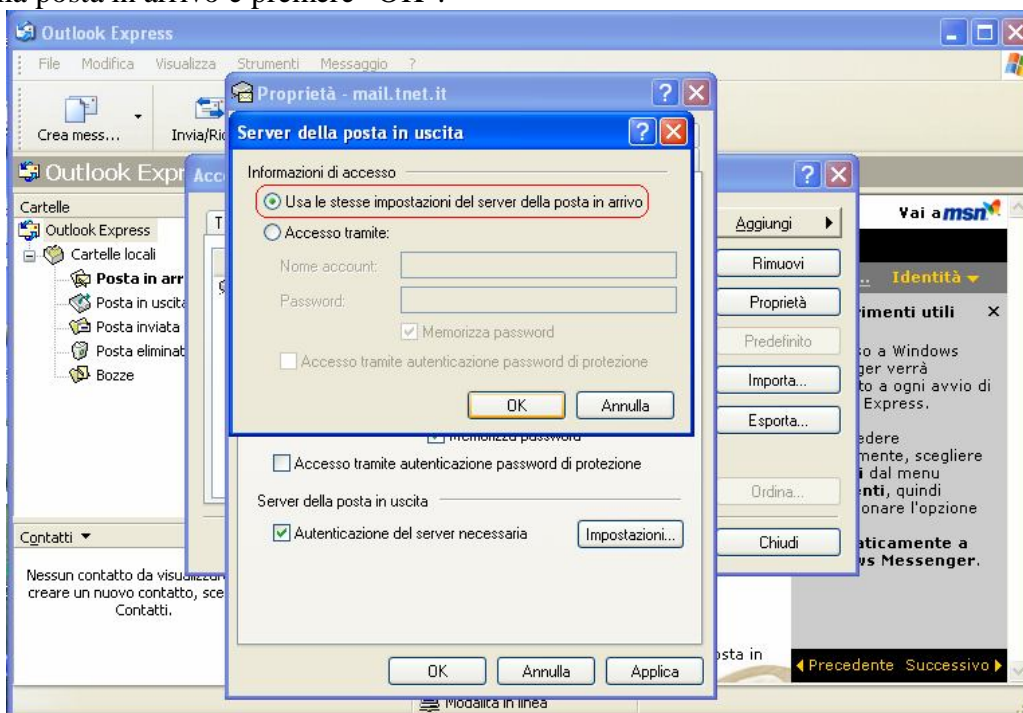 posta in arrivo e premere "OK".
Outlook Express
File Modifica Visualizza Strumenti Messaggio ?
Crea mess... Invia/Ric
Outlook Expr
Proprietà - mail.tnet.it
Server della posta in uscita
Informazioni di accesso
Usa le stesse impostazioni del server della posta in arrivo
Accesso tramite:
Nome account:
Password:
Memorizza password
Accesso tramite autenticazione password di protezione
OK Annulla
Memorizza password
Accesso tramite autenticazione password di protezione
Server della posta in uscita
Autenticazione del server necessaria Impostazioni...
OK Annulla Applica
Acc
T
Aggiungi
Rimuovi
Proprietà
Predefinito
Importa...
Esporta...
Ordina...
Chiudi
Cartelle
Outlook Express
Cartelle locali
Posta in arr
Posta in uscita
Posta inviata
Posta eliminat
Bozze
Contatti
Nessun contatto da visualizzare
creare un nuovo contatto, sce
Contatti.
Vai a msn
.. Identità
imenti utili X
so a Windows
ger verrà
to a ogni avvio di
Express.
edere
mente, scegliere
i dal menu
nti, quindi
onare l'opzione
aticamente a
ws Messenger.
osta in
Precedente Successivo
Modalità in linea